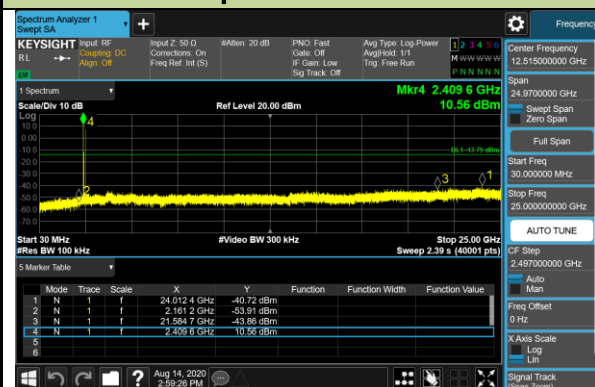 Spectrum Analyzer 1
Swept SA
Frequency
KEYSIGHT Input: RF
Coupling: DC
Align: Off
Input Z: 50 Ω
Corrections: On
Freq Ref: Int (S)
#Atten: 20 dB
PNO: Fast
Gate: Off
IF Gain: Low
Sig Track: Off
Avg Type: Log-Power
Avg|Hold: 1/1
Trig: Free Run
1 2 3 4 5 6
M W W W W W
P N N N N N
R L
LXI
1 Spectrum
Scale/Div 10 dB
Ref Level 20.00 dBm
Mkr4 2.409 6 GHz
10.56 dBm
Log
10.0
0.00
-10.0
-20.0
-30.0
-40.0
-50.0
-60.0
-70.0
DL1 -13.75 dBm
4
2
3
1
Start 30 MHz
#Video BW 300 kHz
Stop 25.00 GHz
#Res BW 100 kHz
Sweep 2.39 s (40001 pts)
5 Marker Table
Mode Trace Scale X Y Function Function Width Function Value
1 N 1 f 24.012 4 GHz -40.72 dBm
2 N 1 f 2.161 2 GHz -53.91 dBm
3 N 1 f 21.584 7 GHz -43.86 dBm
4 N 1 f 2.409 6 GHz 10.56 dBm
5
6
Aug 14, 2020
2:59:26 PM
Center Frequency
12.515000000 GHz
Span
24.9700000 GHz
Swept Span
Zero Span
Full Span
Start Freq
30.000000 MHz
Stop Freq
25.000000000 GHz
AUTO TUNE
CF Step
2.497000000 GHz
Auto
Man
Freq Offset
0 Hz
X Axis Scale
Log
Lin
Signal Track
(Span Zoom)